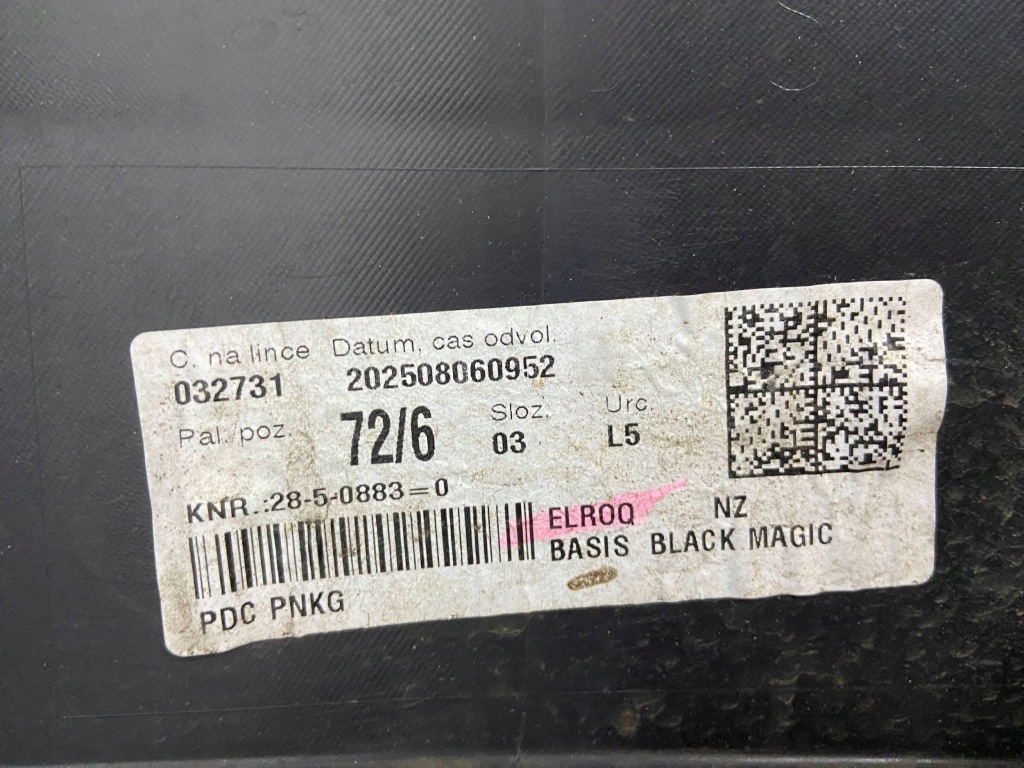 C. na lince Datum, cas odvol.
032731 202508060952
Pal./poz 72/6 Sloz. 03 Urc. L5
KNR.:28-5-0883=0
ELROQ NZ
BASIS BLACK MAGIC
PDC PNKG